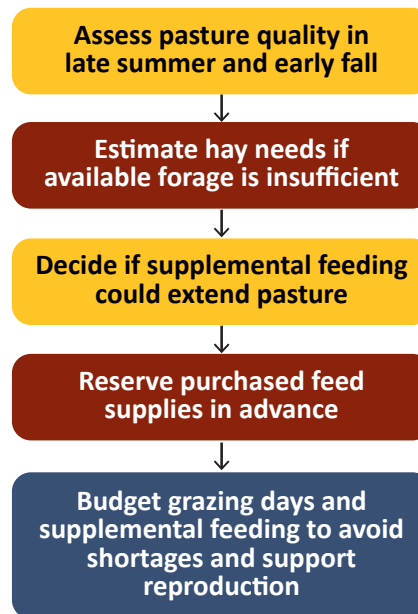 Assess pasture quality in
late summer and early fall
Estimate hay needs if
available forage is insufficient
Decide if supplemental feeding
could extend pasture
Reserve purchased feed
supplies in advance
Budget grazing days and
supplemental feeding to avoid
shortages and support
reproduction